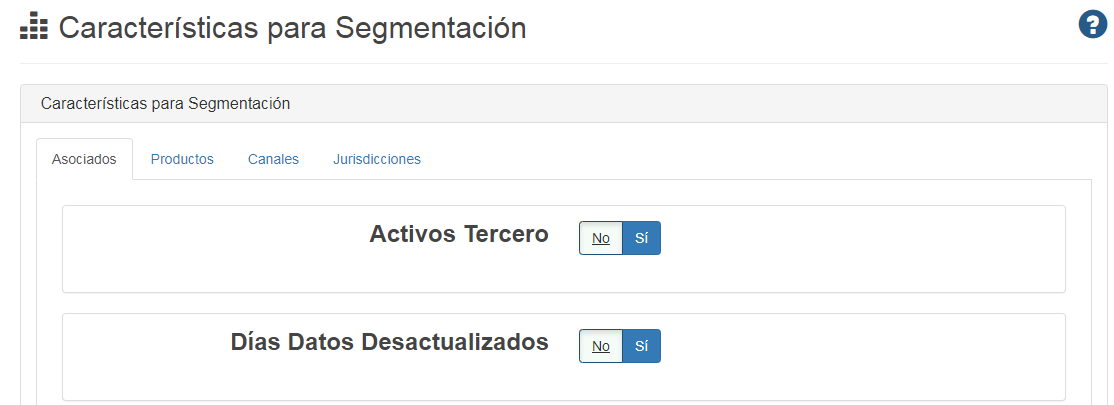 Características para Segmentación
?
Características para Segmentación
Asociados Productos Canales Jurisdicciones
Activos Tercero No Sí
Días Datos Desactualizados No Sí